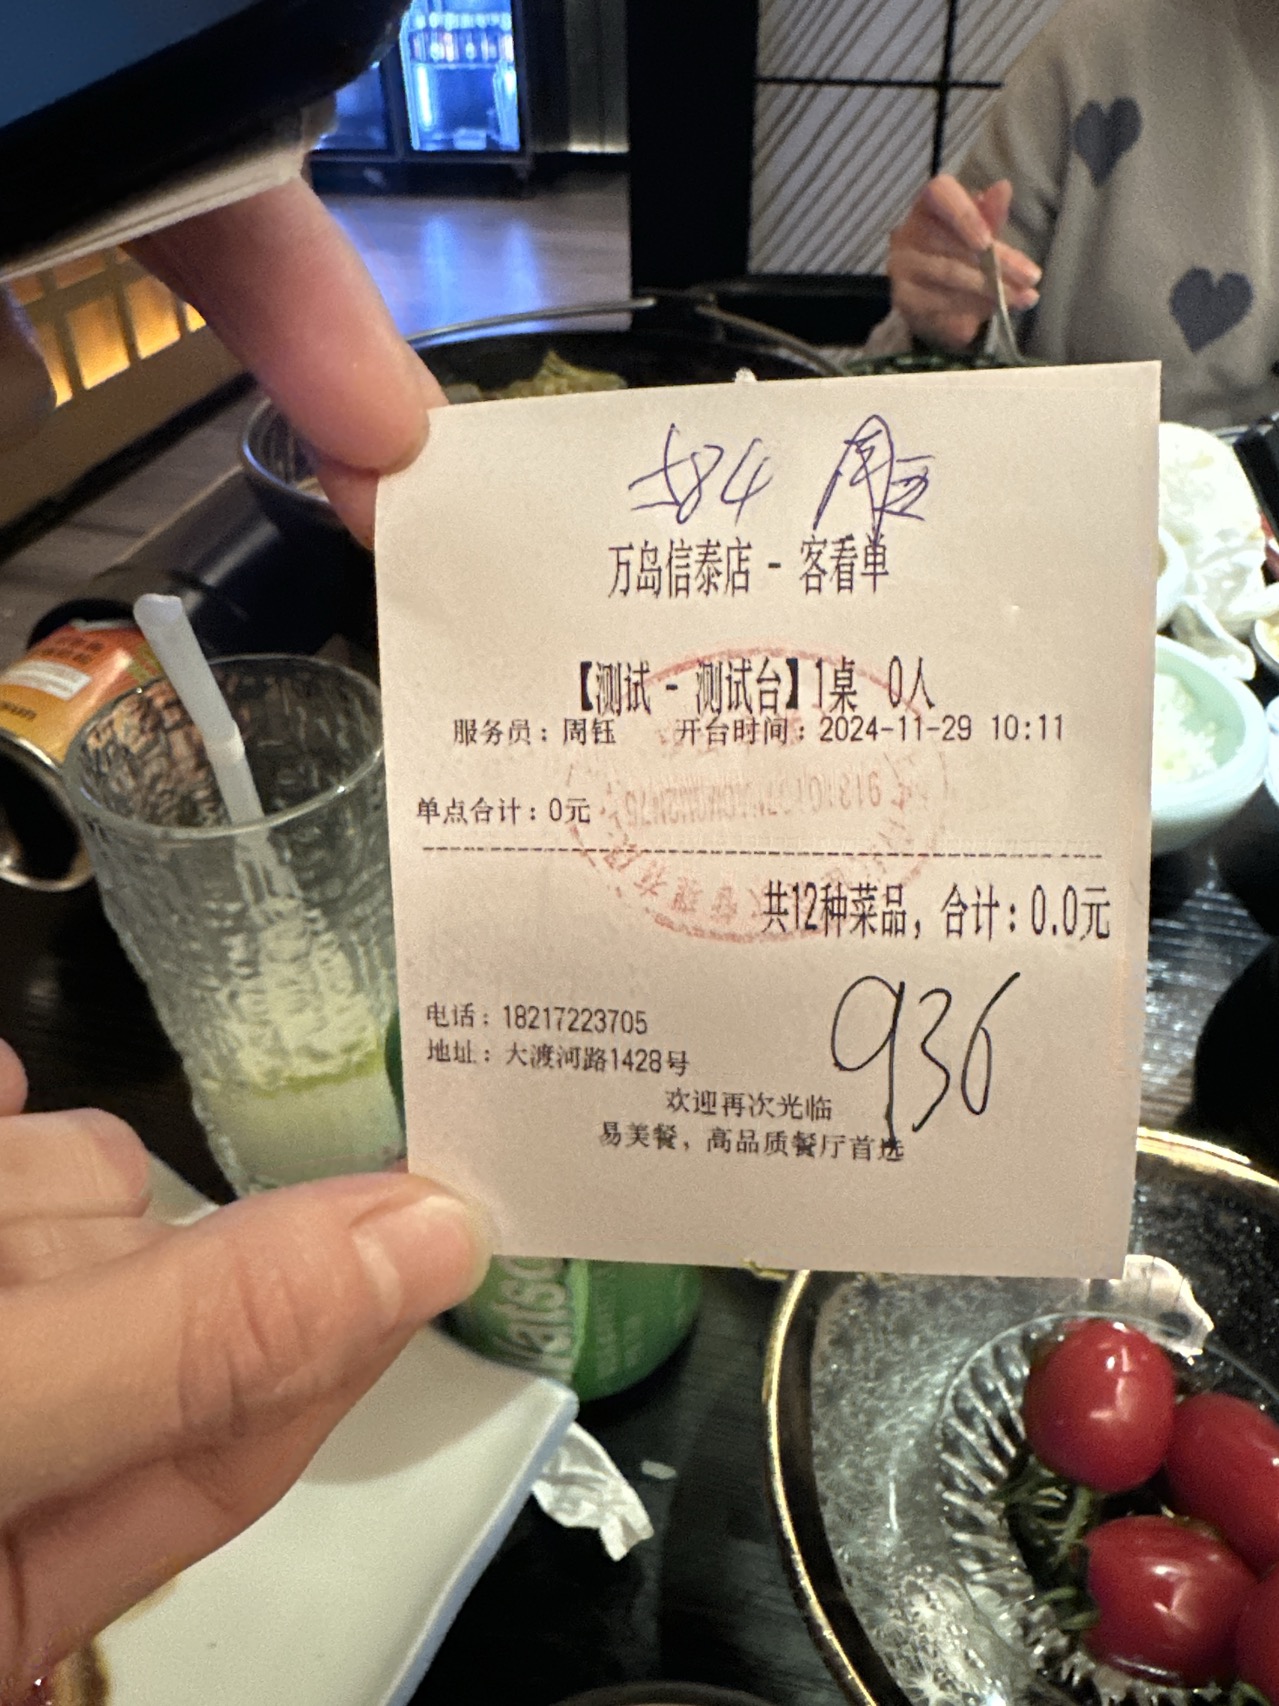 584 周玉
万岛信泰店 - 客看单
【测试 - 测试台】1桌 0人
服务员：周钰 开台时间：2024-11-29 10:11
单点合计：0元
共12种菜品，合计：0.0元
936
电话：18217223705
地址：大渡河路1428号
欢迎再次光临
易美餐，高品质餐厅首选